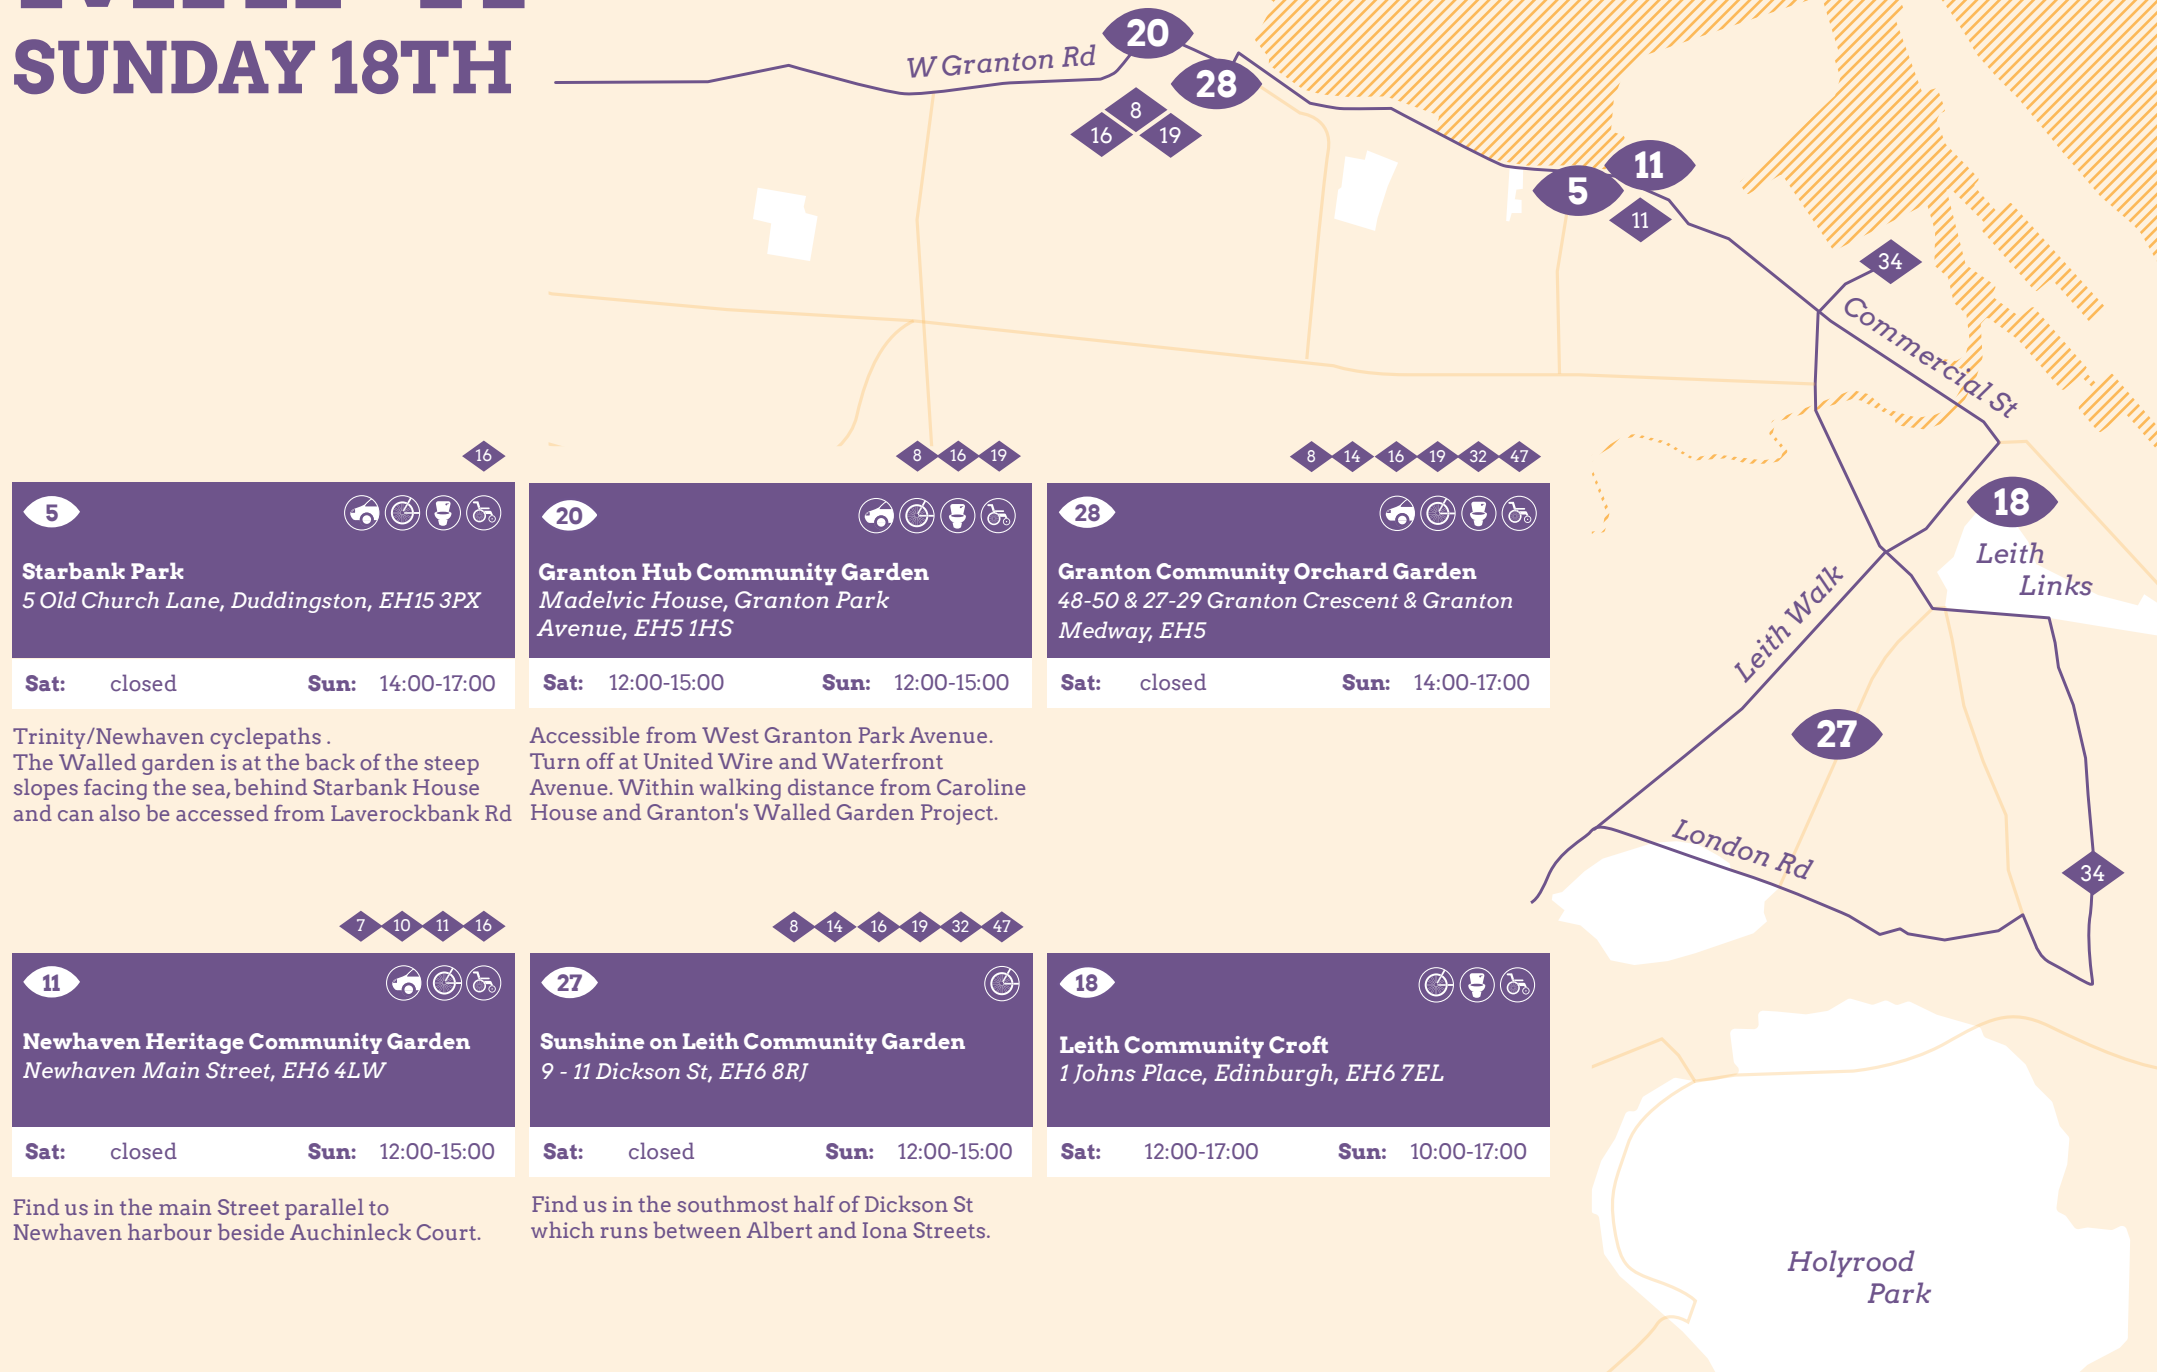 SUNDAY 18TH
W Granton Rd
20
28
8
16
19
5
11
11
34
Commercial St
18
Leith
Links
Leith Walk
27
London Rd
34
Holyrood
Park
16
5
Starbank Park
5 Old Church Lane, Duddingston, EH15 3PX
Sat: closed Sun: 14:00-17:00
Trinity/Newhaven cyclepaths .
The Walled garden is at the back of the steep
slopes facing the sea, behind Starbank House
and can also be accessed from Laverockbank Rd
8 16 19
20
Granton Hub Community Garden
Madelvic House, Granton Park
Avenue, EH5 1HS
Sat: 12:00-15:00 Sun: 12:00-15:00
Accessible from West Granton Park Avenue.
Turn off at United Wire and Waterfront
Avenue. Within walking distance from Caroline
House and Granton's Walled Garden Project.
8 14 16 19 32 47
28
Granton Community Orchard Garden
48-50 & 27-29 Granton Crescent & Granton
Medway, EH5
Sat: closed Sun: 14:00-17:00
7 10 11 16
11
Newhaven Heritage Community Garden
Newhaven Main Street, EH6 4LW
Sat: closed Sun: 12:00-15:00
Find us in the main Street parallel to
Newhaven harbour beside Auchinleck Court.
8 14 16 19 32 47
27
Sunshine on Leith Community Garden
9 - 11 Dickson St, EH6 8RJ
Sat: closed Sun: 12:00-15:00
Find us in the southmost half of Dickson St
which runs between Albert and Iona Streets.
18
Leith Community Croft
1 Johns Place, Edinburgh, EH6 7EL
Sat: 12:00-17:00 Sun: 10:00-17:00